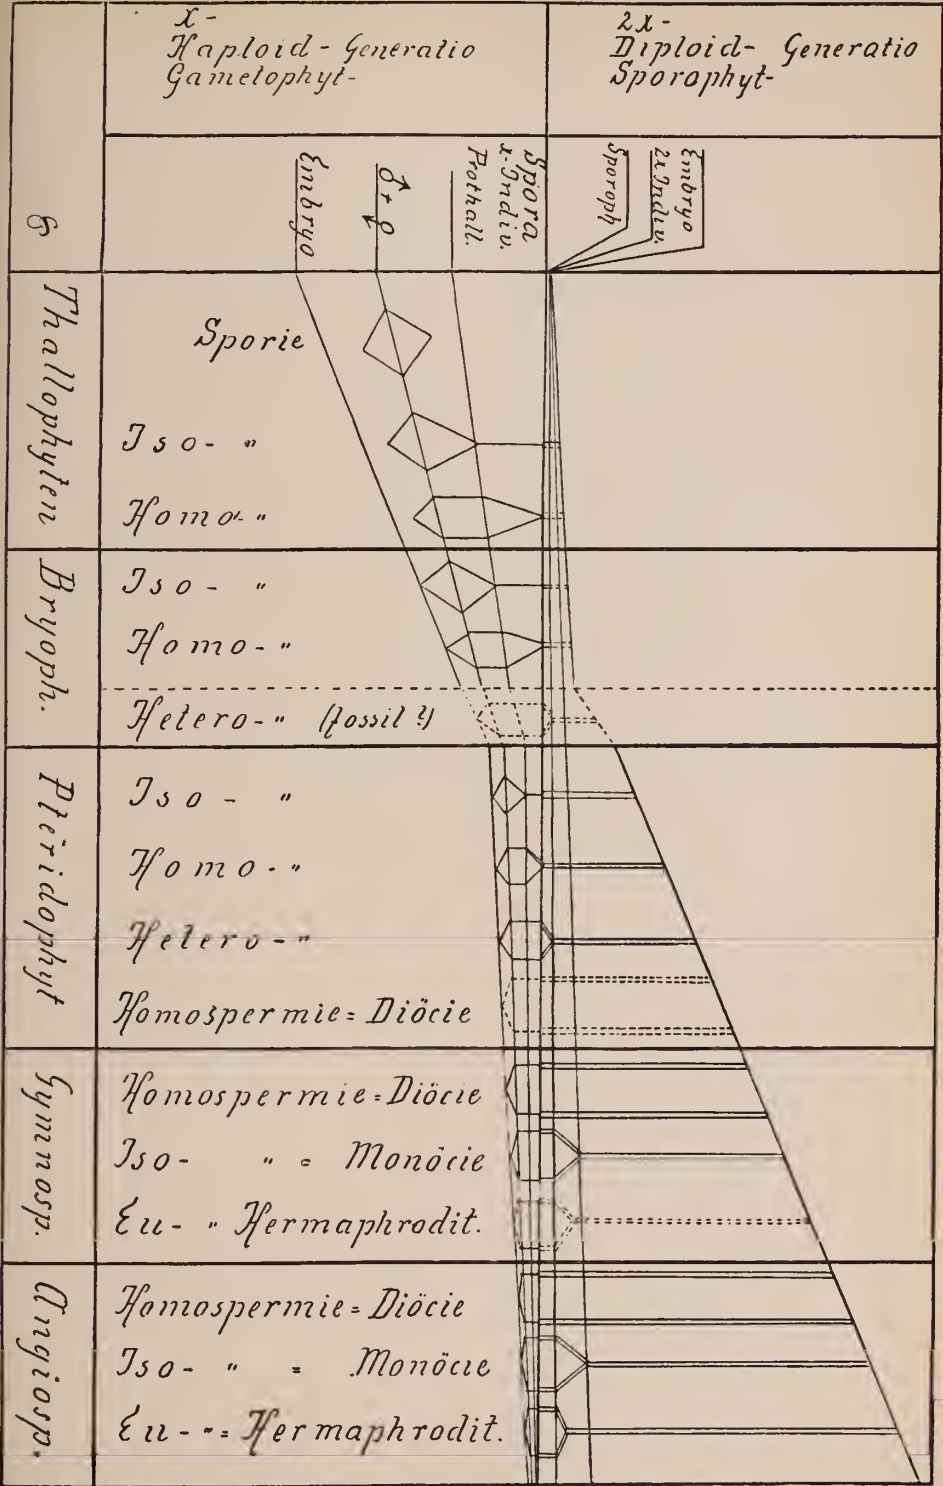 x-
Haploid- Generatio
Gametophyt-
2x-
Diploid- Generatio
Sporophyt-
Embryo
♂ + ♀
Prothall.
x-Indiv.
Spora
Sporoph
2x Indiv.
Embryo
6
Thallophyten
Sporie
Iso- "
Homo- "
Bryoph.
Iso- "
Homo- "
Hetero- " (fossil ?)
Pteridophyt
Iso- "
Homo- "
Hetero- "
Homospermie = Diöcie
Gymnosp.
Homospermie = Diöcie
Iso- " = Monöcie
Eu- " Hermaphrodit.
Angiosp.
Homospermie = Diöcie
Iso- " = Monöcie
Eu- " = Hermaphrodit.